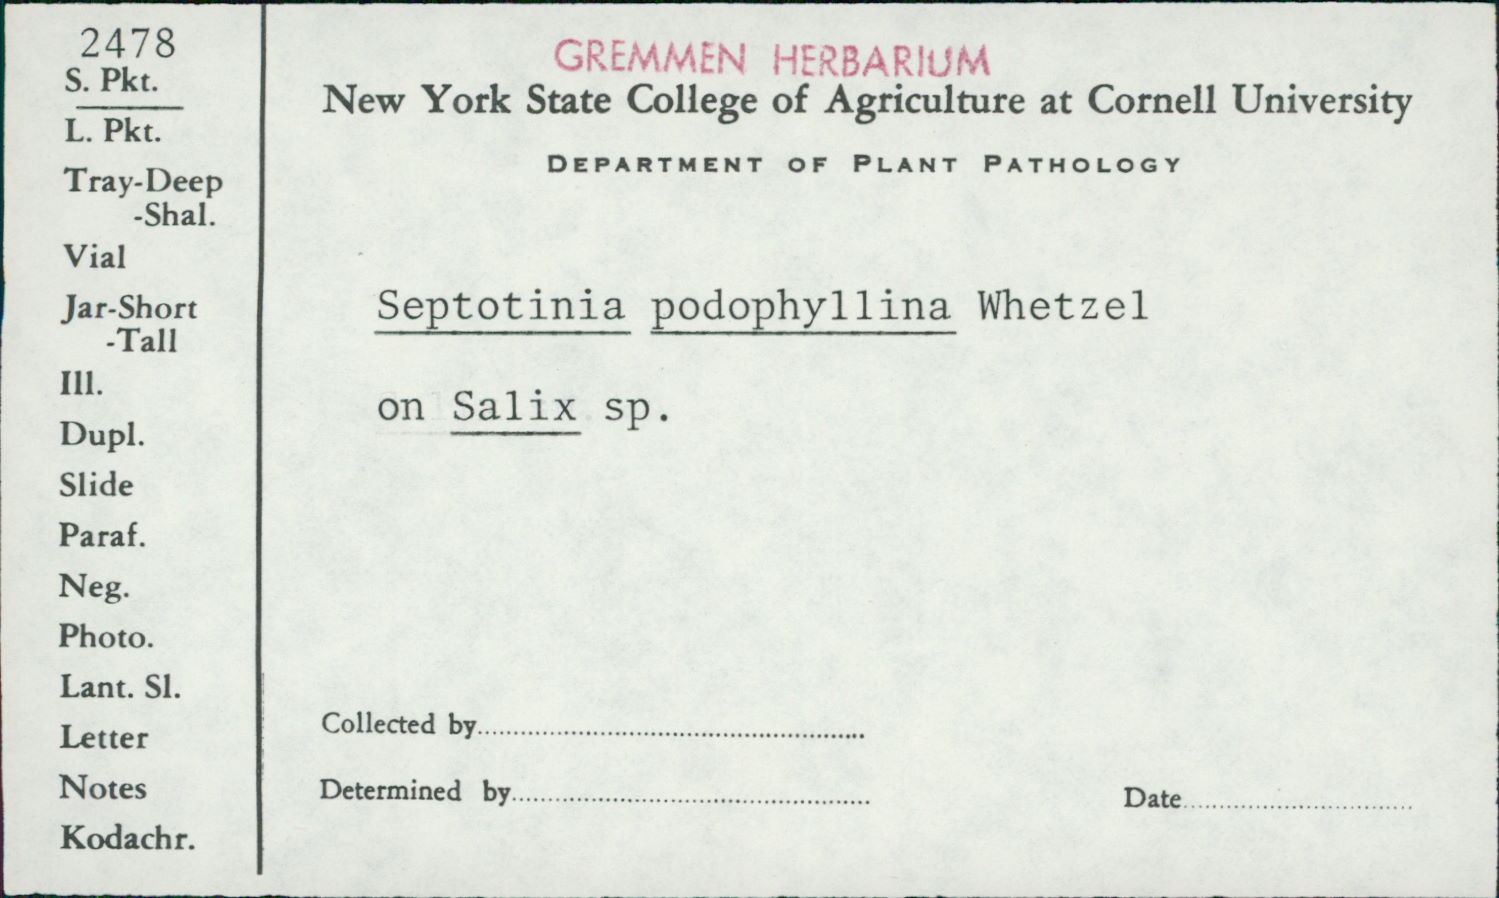 2478
S. Pkt.
L. Pkt.
Tray-Deep
-Shal.
Vial
Jar-Short
-Tall
Ill.
Dupl.
Slide
Paraf.
Neg.
Photo.
Lant. Sl.
Letter
Notes
Kodachr.
GREMMEN HERBARIUM
New York State College of Agriculture at Cornell University
DEPARTMENT OF PLANT PATHOLOGY
Septotinia podophyllina Whetzel
on Salix sp.
Collected by
Determined by
Date